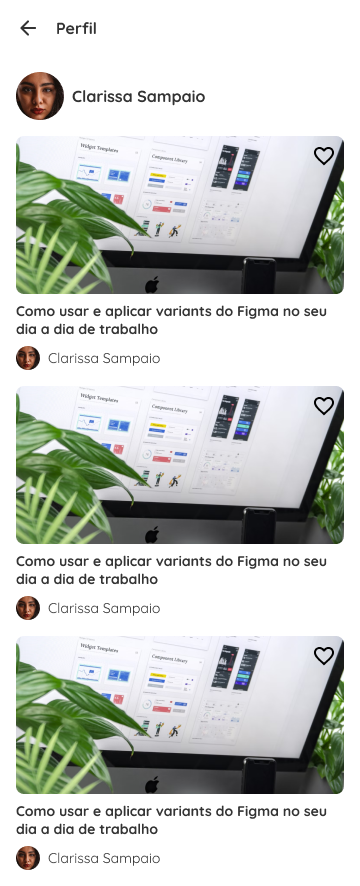 Perfil
Clarissa Sampaio
Widget Templates
Component Library
Como usar e aplicar variants do Figma no seu
dia a dia de trabalho
Clarissa Sampaio
Widget Templates
Component Library
Como usar e aplicar variants do Figma no seu
dia a dia de trabalho
Clarissa Sampaio
Widget Templates
Component Library
Como usar e aplicar variants do Figma no seu
dia a dia de trabalho
Clarissa Sampaio